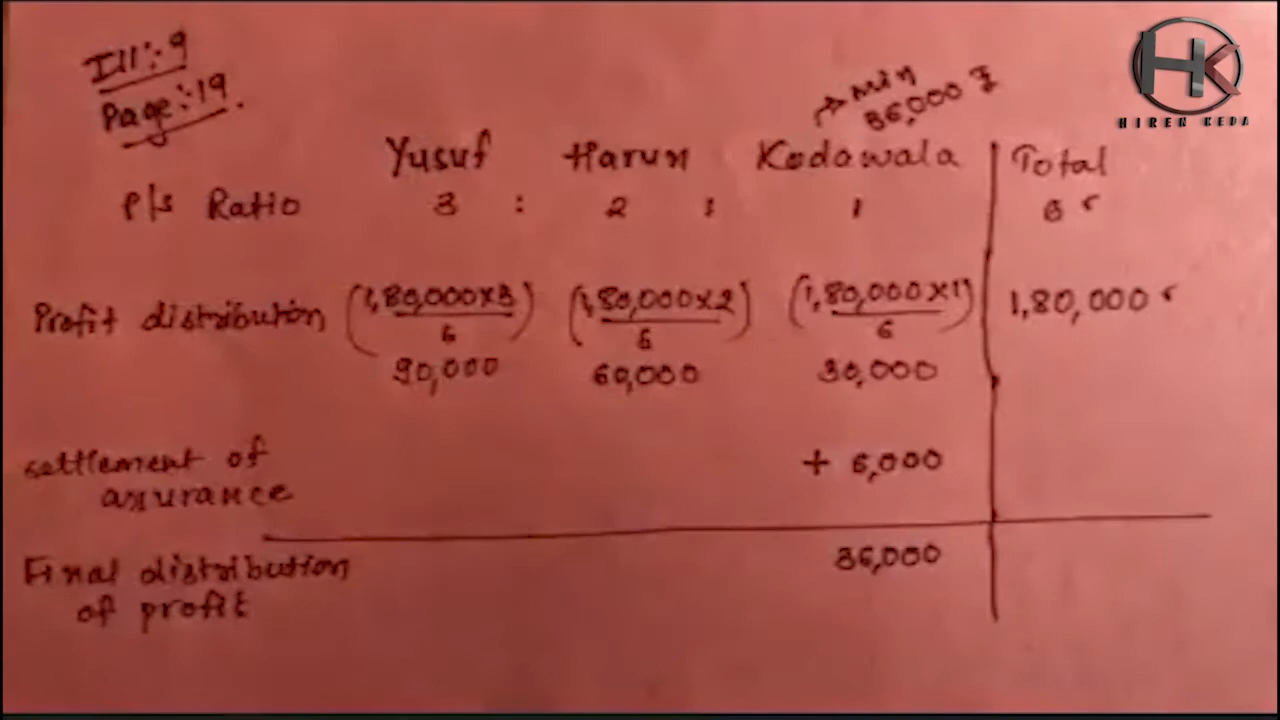 Ill:- 9
Page:-19.
HK
HIREN KEDA
→ Min
36,000 ₹
Yusuf Harun Kodawala Total
P/s Ratio 3 : 2 : 1 6
Profit distribution (1,80,000×3/6) (1,80,000×2/6) (1,80,000×1/6) 1,80,000
90,000 60,000 30,000
settlement of
assurance + 6,000
Final distribution
of profit 36,000